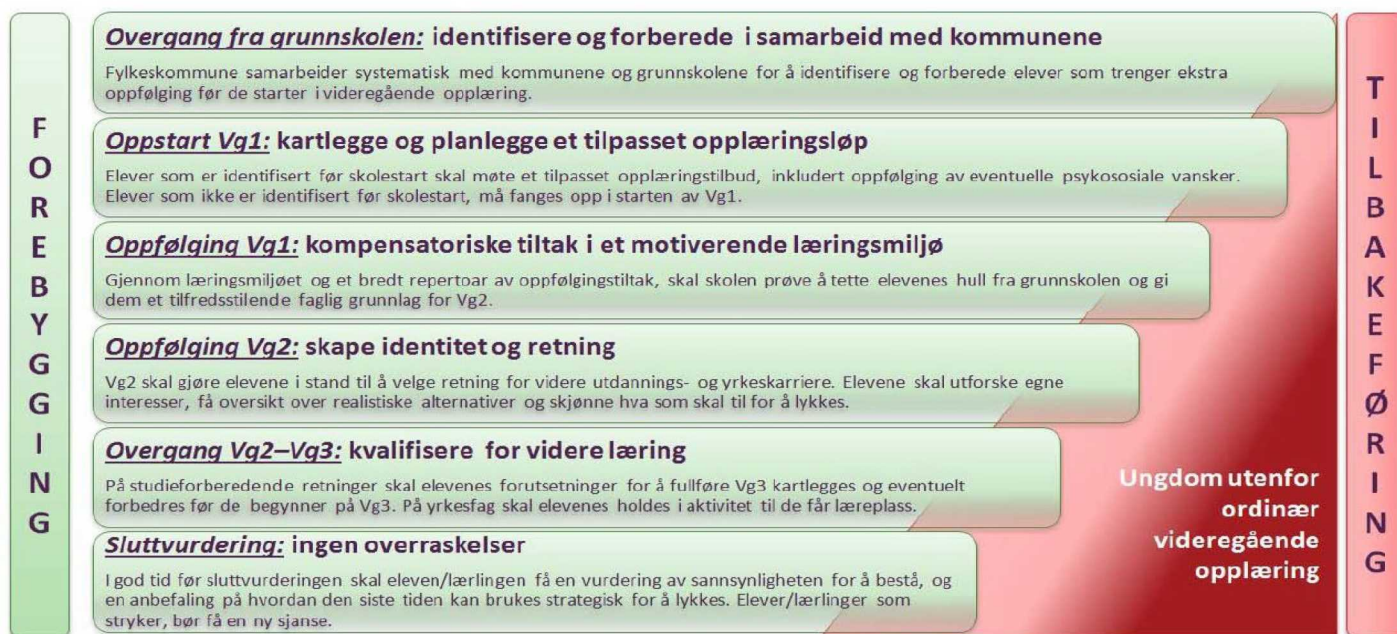 FOREBYGGING
Overgang fra grunnskolen: identifisere og forberede i samarbeid med kommunene
Fylkeskommune samarbeider systematisk med kommunene og grunnskolene for å identifisere og forberede elever som trenger ekstra
oppfølging før de starter i videregående opplæring.
Oppstart Vg1: kartlegge og planlegge et tilpasset opplæringsløp
Elever som er identifisert før skolestart skal møte et tilpasset opplæringstilbud, inkludert oppfølging av eventuelle psykososiale vansker.
Elever som ikke er identifisert før skolestart, må fanges opp i starten av Vg1.
Oppfølging Vg1: kompensatoriske tiltak i et motiverende læringsmiljø
Gjennom læringsmiljøet og et bredt repertoar av oppfølgingstiltak, skal skolen prøve å tette elevenes hull fra grunnskolen og gi
dem et tilfredsstilende faglig grunnlag for Vg2.
Oppfølging Vg2: skape identitet og retning
Vg2 skal gjøre elevene i stand til å velge retning for videre utdannings- og yrkeskarriere. Elevene skal utforske egne
interesser, få oversikt over realistiske alternativer og skjønne hva som skal til for å lykkes.
Overgang Vg2–Vg3: kvalifisere for videre læring
På studieforberedende retninger skal elevenes forutsetninger for å fullføre Vg3 kartlegges og eventuelt
forbedres før de begynner på Vg3. På yrkesfag skal elevenes holdes i aktivitet til de får læreplass.
Sluttvurdering: ingen overraskelser
I god tid før sluttvurderingen skal eleven/lærlingen få en vurdering av sannsynligheten for å bestå, og
en anbefaling på hvordan den siste tiden kan brukes strategisk for å lykkes. Elever/lærlinger som
stryker, bør få en ny sjanse.
Ungdom utenfor
ordinær
videregående
opplæring
TILBAKEFØRING